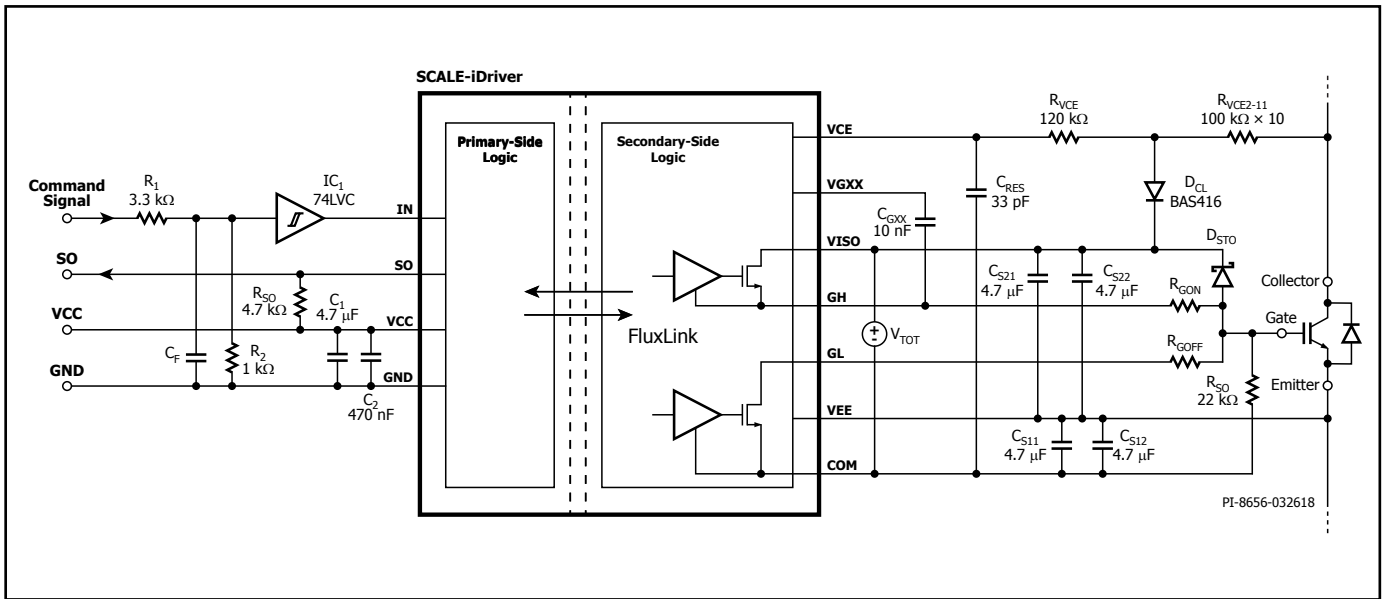 SCALE-iDriver
Primary-Side
Logic
Secondary-Side
Logic
FluxLink
Command
Signal
R1
3.3 kΩ
IC1
74LVC
IN
SO
SO
RSO
4.7 kΩ
C1
4.7 μF
VCC
VCC
CF
R2
1 kΩ
GND
GND
C2
470 nF
VCE
VGXX
VISO
GH
GL
VEE
COM
RVCE
120 kΩ
RVCE2-11
100 kΩ × 10
CRES
33 pF
DCL
BAS416
CGXX
10 nF
DSTO
CS21
4.7 μF
CS22
4.7 μF
RGON
Collector
Gate
VTOT
RGOFF
RSO
22 kΩ
Emitter
CS11
4.7 μF
CS12
4.7 μF
PI-8656-032618